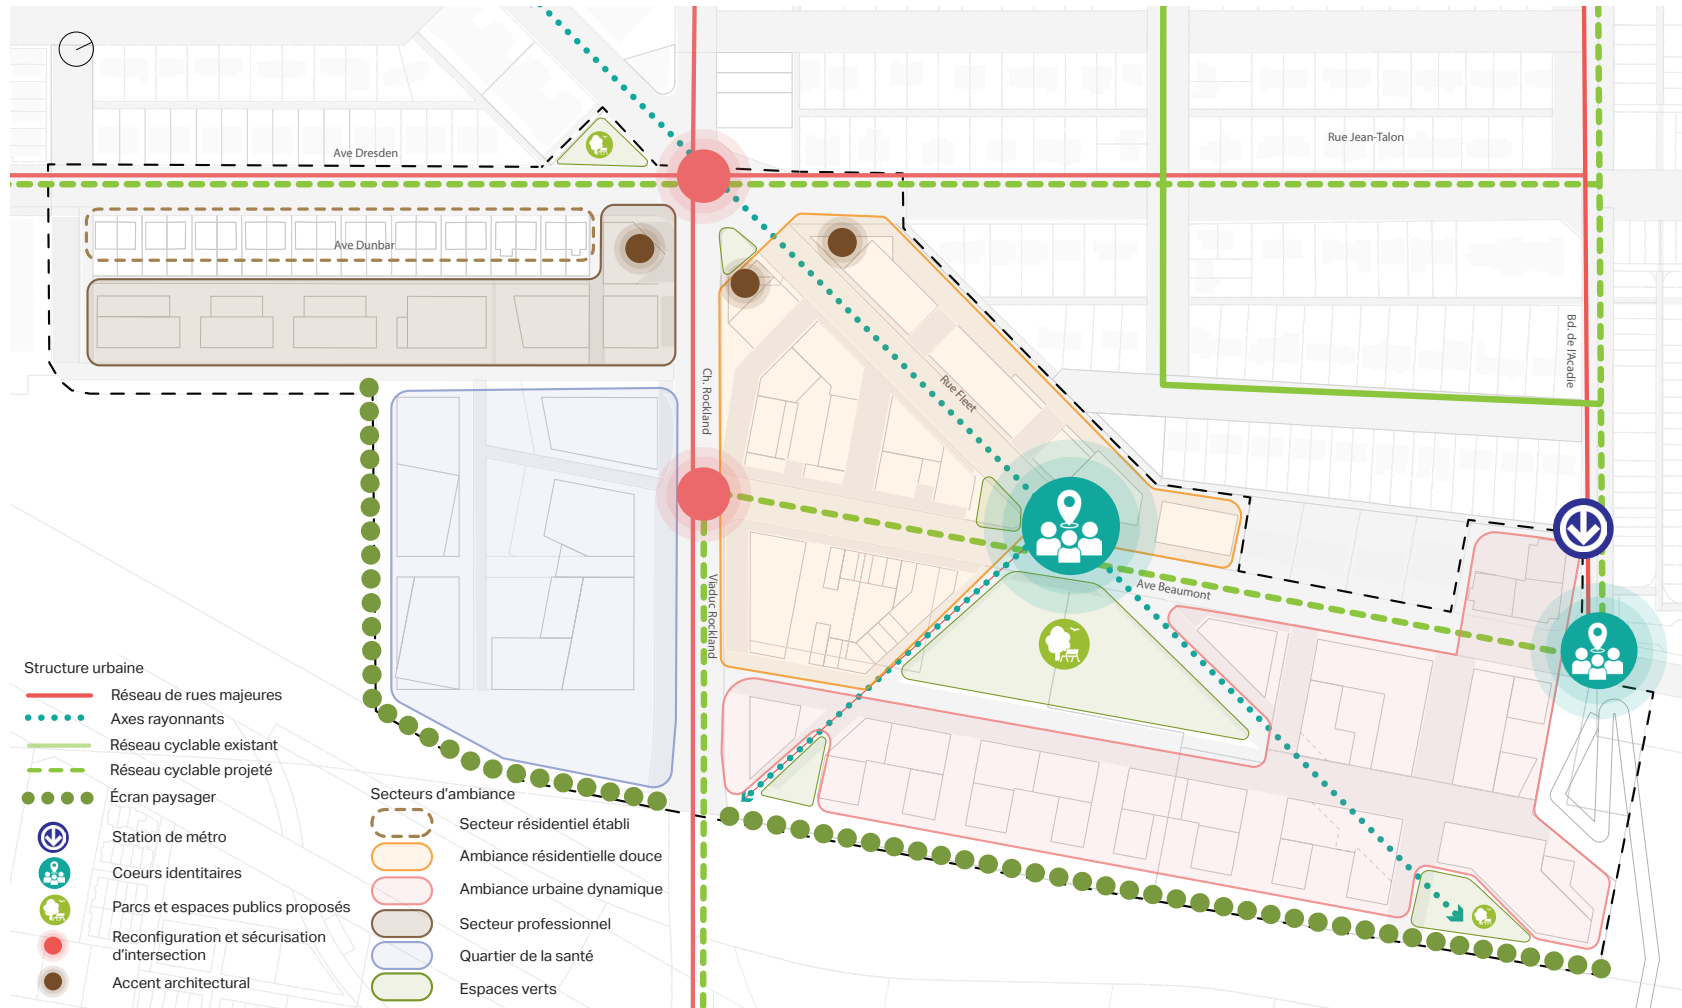 Ave Dresden
Rue Jean-Talon
Ave Dunbar
Bd. de l'Acadie
Ch. Rockland
Rue Fleet
Ave Beaumont
Viaduc Rockland
Structure urbaine
Réseau de rues majeures
Axes rayonnants
Réseau cyclable existant
Réseau cyclable projeté
Écran paysager
Station de métro
Coeurs identitaires
Parcs et espaces publics proposés
Reconfiguration et sécurisation
d'intersection
Accent architectural
Secteurs d'ambiance
Secteur résidentiel établi
Ambiance résidentielle douce
Ambiance urbaine dynamique
Secteur professionnel
Quartier de la santé
Espaces verts